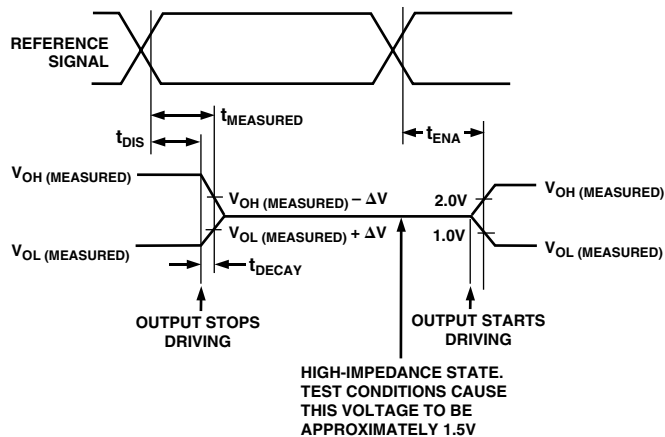 REFERENCE
SIGNAL
tMEASURED
tDIS
tENA
VOH (MEASURED)
VOH (MEASURED) – ΔV
2.0V
VOH (MEASURED)
VOL (MEASURED) + ΔV
1.0V
VOL (MEASURED)
VOL (MEASURED)
tDECAY
OUTPUT STOPS
DRIVING
OUTPUT STARTS
DRIVING
HIGH-IMPEDANCE STATE.
TEST CONDITIONS CAUSE
THIS VOLTAGE TO BE
APPROXIMATELY 1.5V